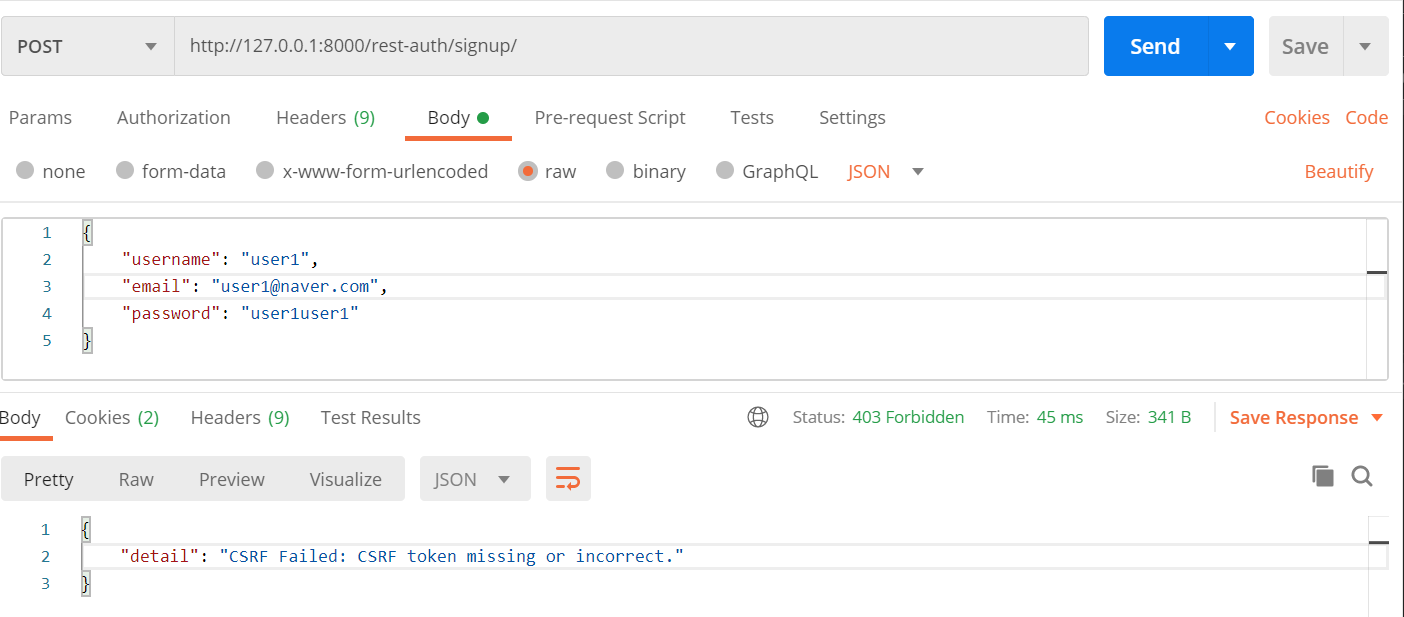 POST http://127.0.0.1:8000/rest-auth/signup/ Send Save
Params Authorization Headers (9) Body Pre-request Script Tests Settings Cookies Code
none form-data x-www-form-urlencoded raw binary GraphQL JSON Beautify
1 {
2 "username": "user1",
3 "email": "user1@naver.com",
4 "password": "user1user1"
5 }
Body Cookies (2) Headers (9) Test Results Status: 403 Forbidden Time: 45 ms Size: 341 B Save Response
Pretty Raw Preview Visualize JSON
1 {
2 "detail": "CSRF Failed: CSRF token missing or incorrect."
3 }